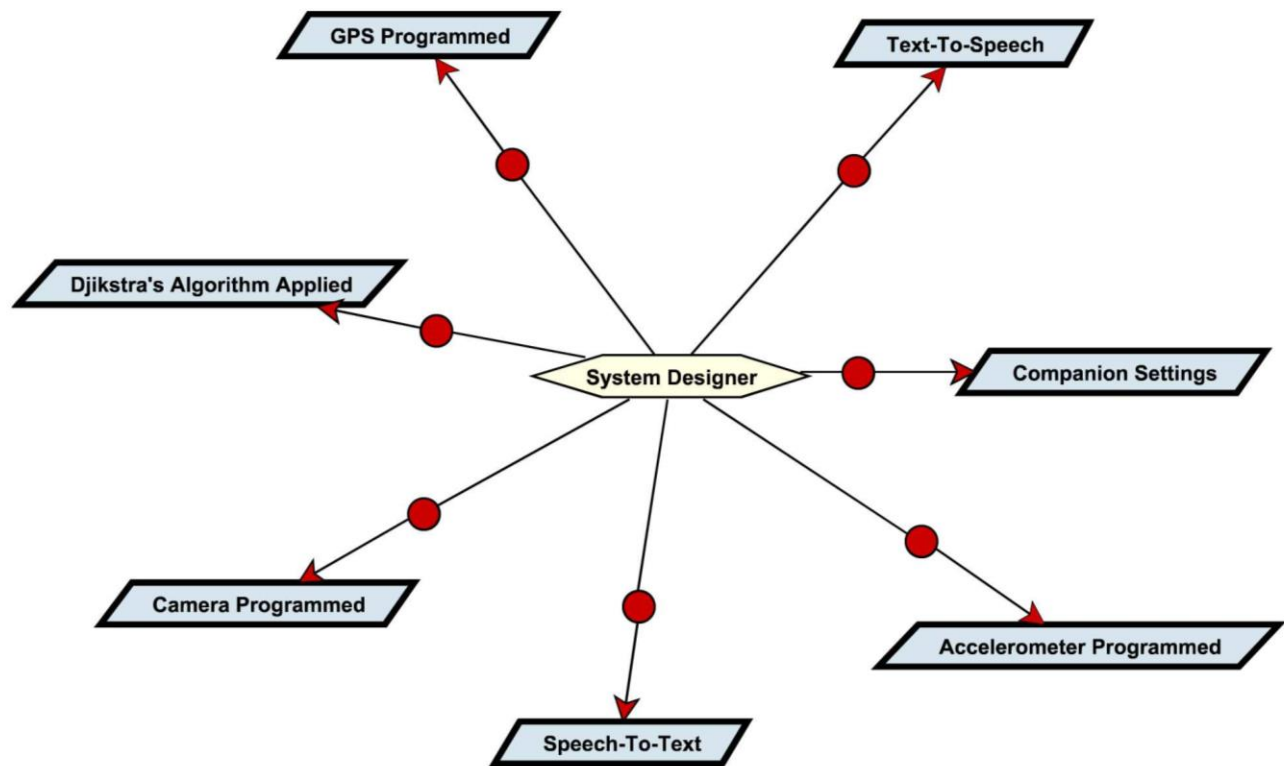 GPS Programmed
Text-To-Speech
Djikstra's Algorithm Applied
System Designer
Companion Settings
Camera Programmed
Accelerometer Programmed
Speech-To-Text